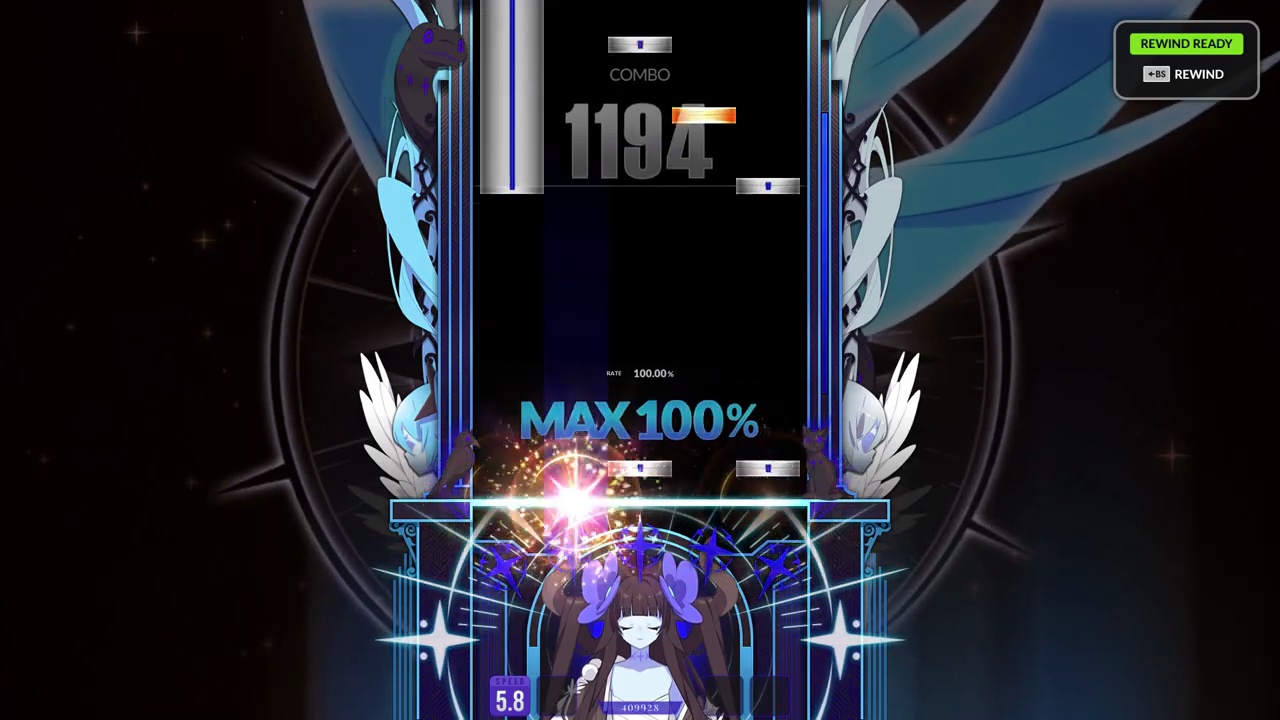 REWIND READY
←BS REWIND
COMBO
1194
RATE 100.00%
MAX 100%
SPEED
5.8
409928